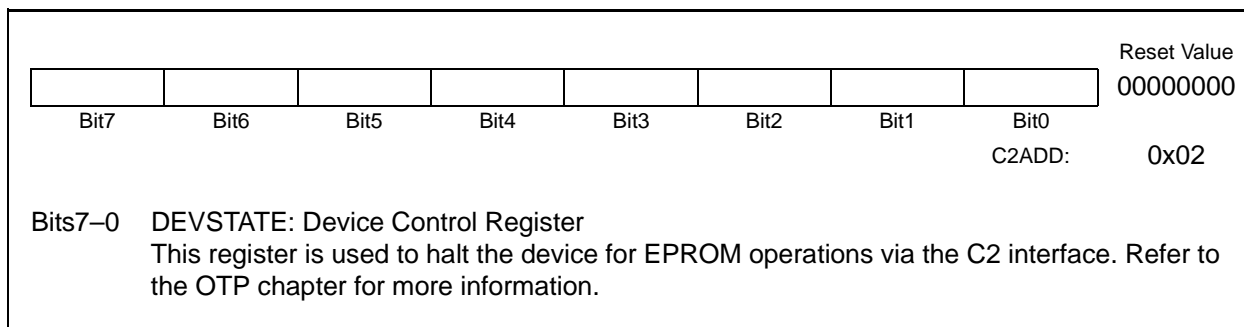 Reset Value
00000000
Bit7 Bit6 Bit5 Bit4 Bit3 Bit2 Bit1 Bit0
C2ADD: 0x02
Bits7–0 DEVSTATE: Device Control Register
This register is used to halt the device for EPROM operations via the C2 interface. Refer to
the OTP chapter for more information.